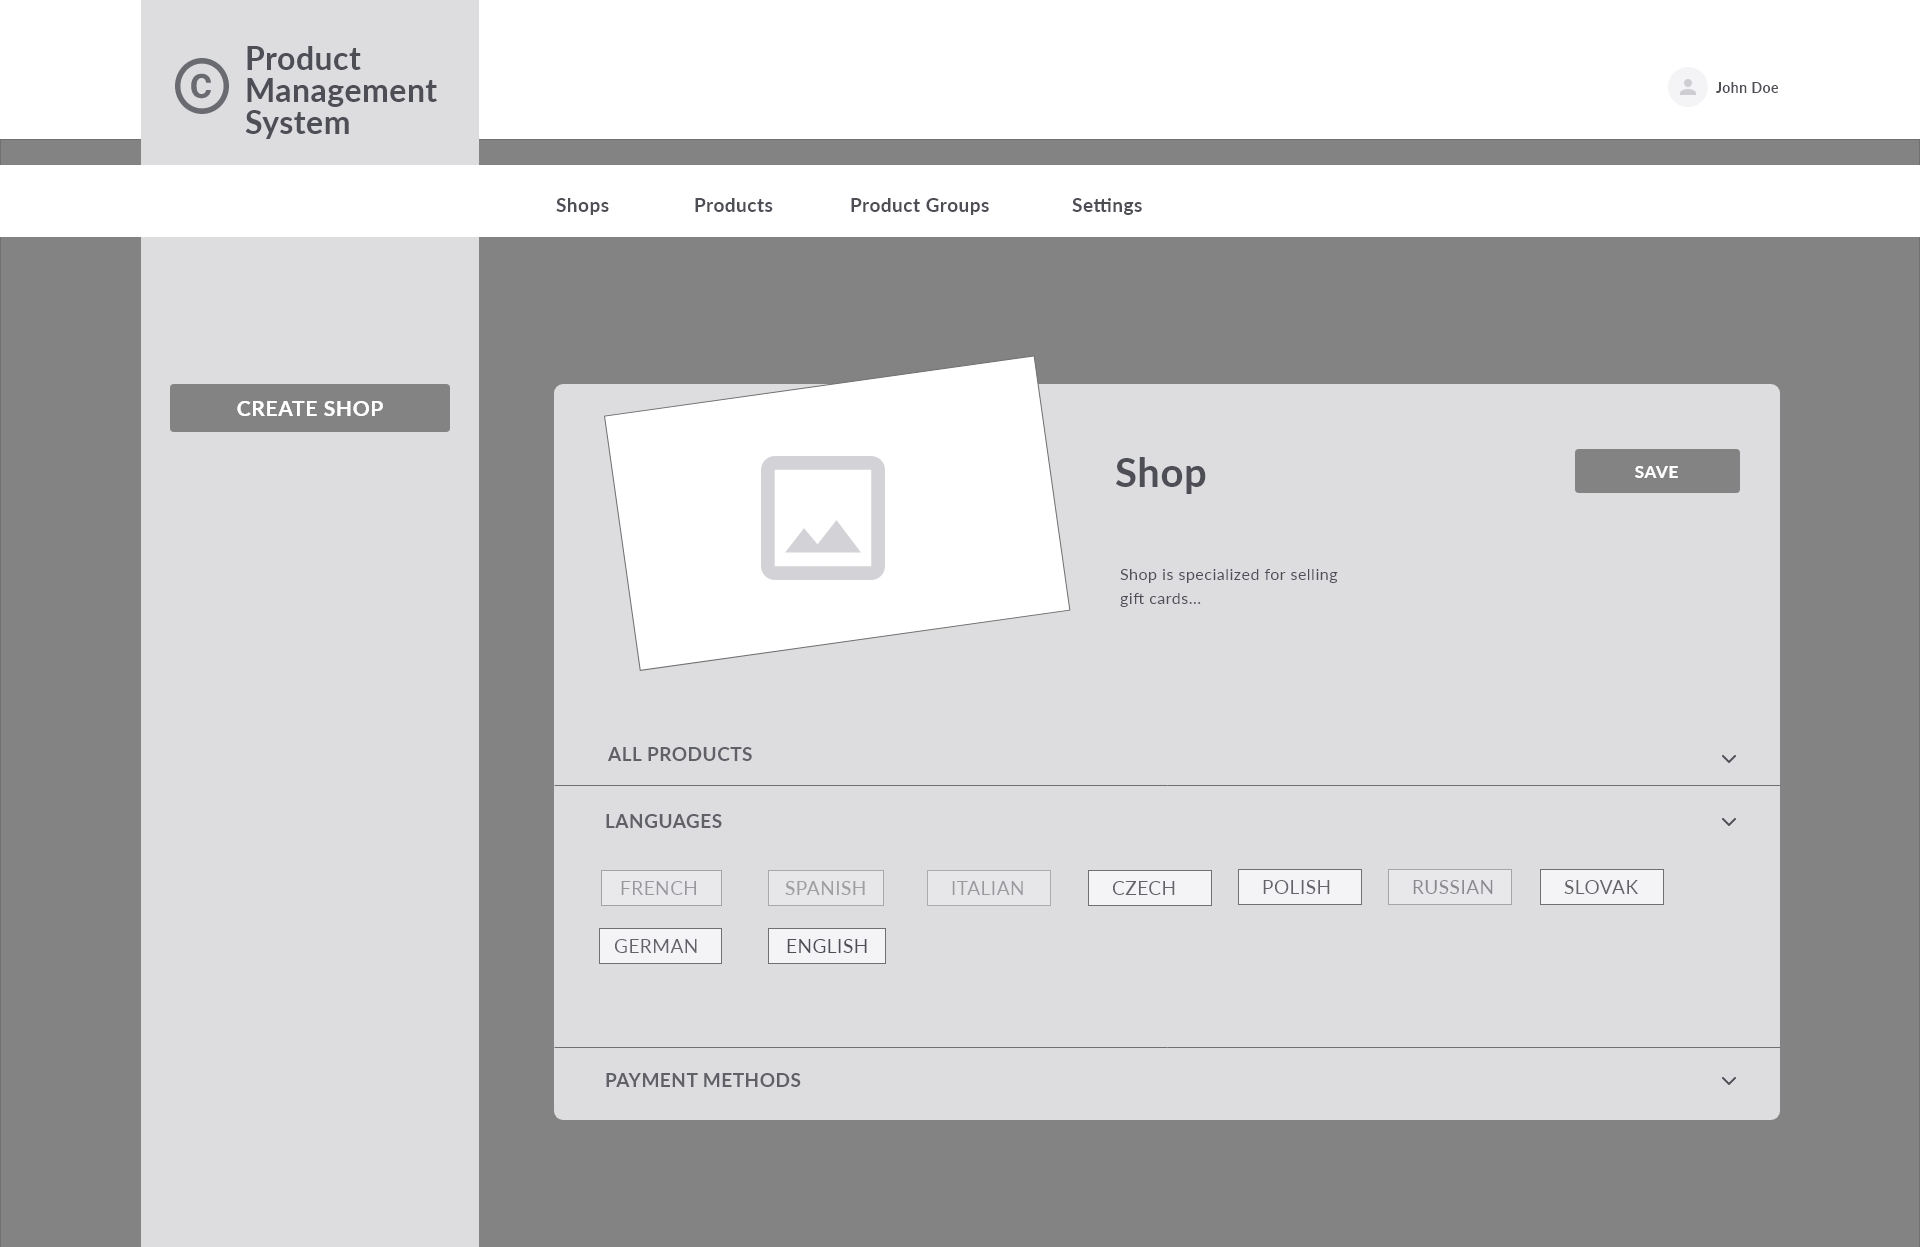 ©
Product
Management
System
John Doe
Shops Products Product Groups Settings
CREATE SHOP
Shop
SAVE
Shop is specialized for selling
gift cards...
ALL PRODUCTS
LANGUAGES
FRENCH SPANISH ITALIAN CZECH POLISH RUSSIAN SLOVAK
GERMAN ENGLISH
PAYMENT METHODS